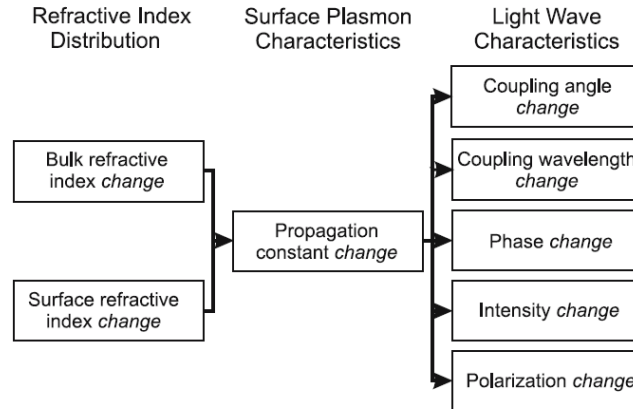 Refractive Index
Distribution
Surface Plasmon
Characteristics
Light Wave
Characteristics
Bulk refractive
index change
Surface refractive
index change
Propagation
constant change
Coupling angle
change
Coupling wavelength
change
Phase change
Intensity change
Polarization change